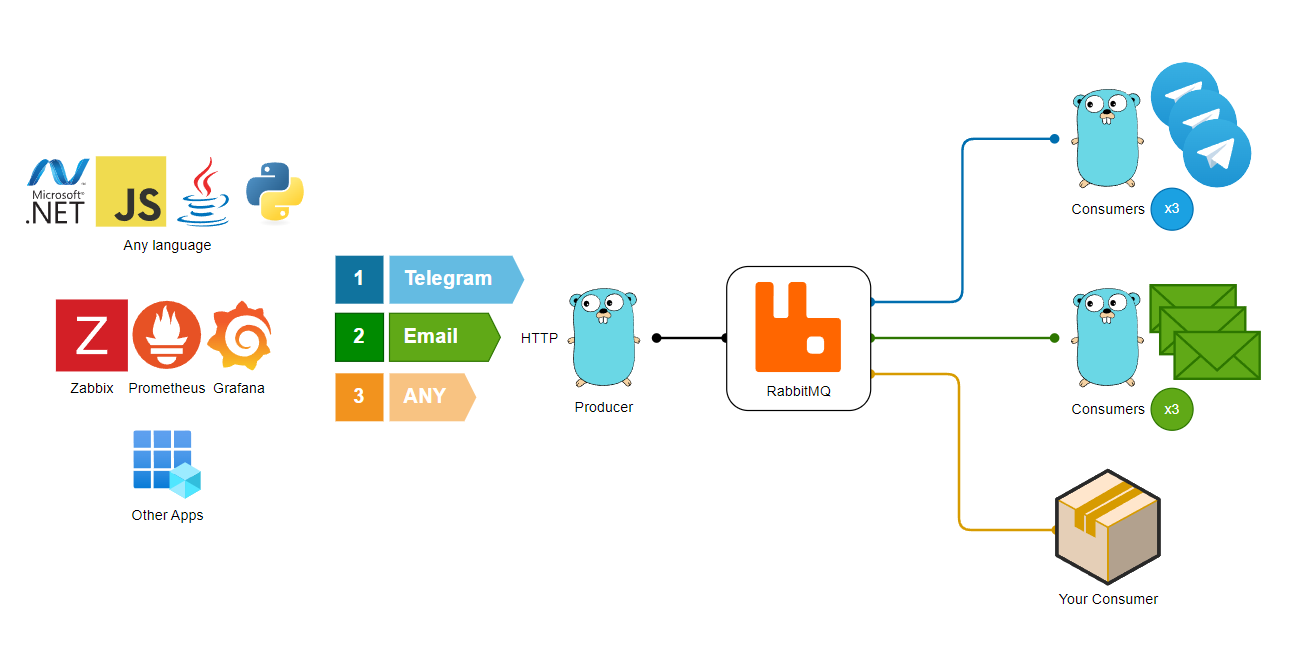 Microsoft®
.NET
JS
Any language
Z
Zabbix
Prometheus
Grafana
Other Apps
1
Telegram
2
Email
3
ANY
HTTP
Producer
RabbitMQ
Consumers
x3
Consumers
x3
Your Consumer